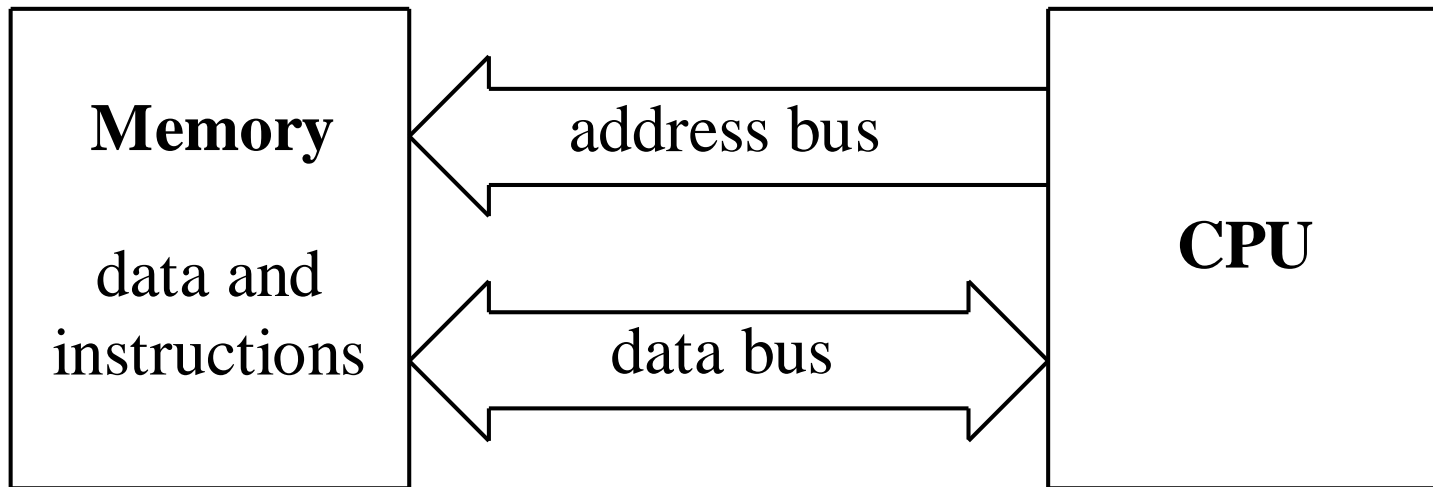 Memory
data and
instructions
address bus
data bus
CPU